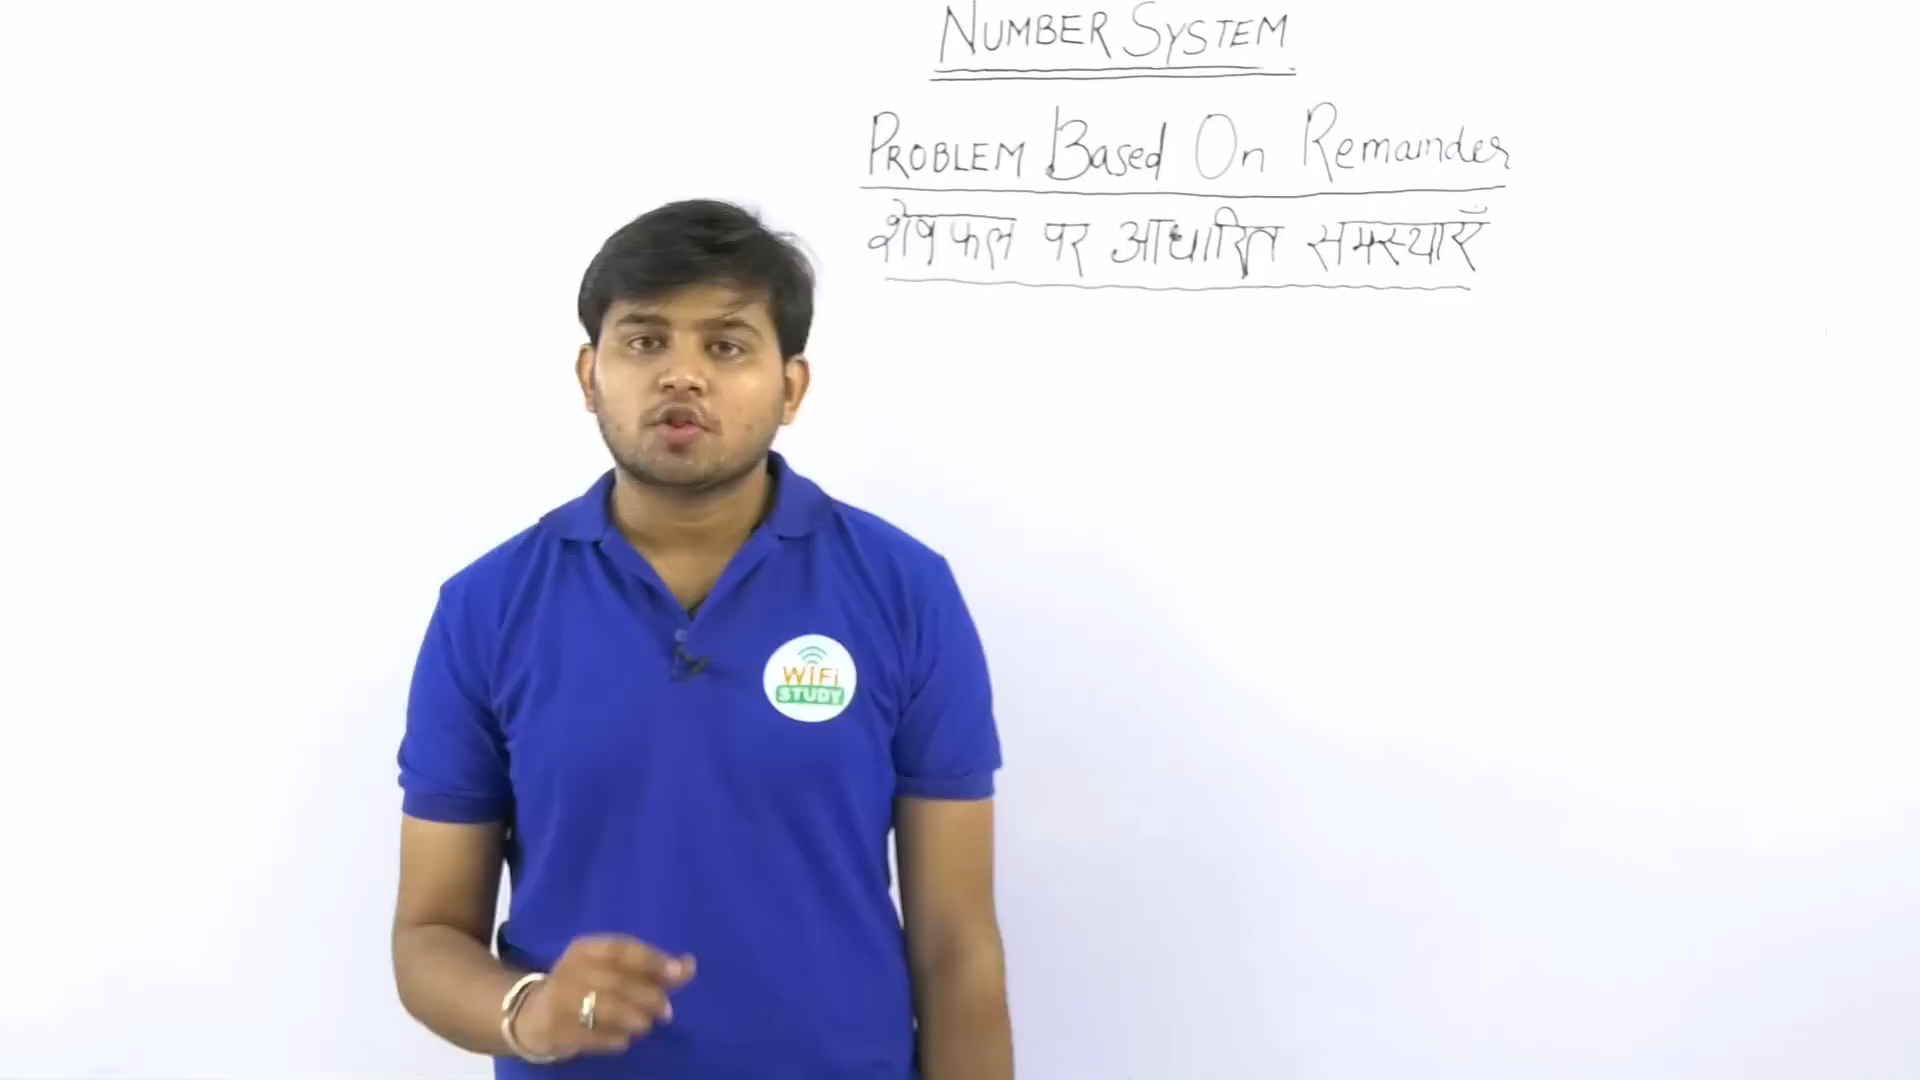 NUMBER SYSTEM
PROBLEM Based On Remainder
शेषफल पर आधारित समस्याएँ
WiFi
STUDY